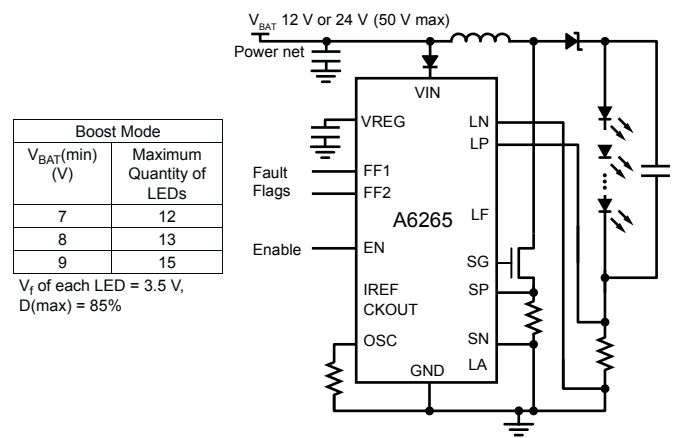 V_BAT 12 V or 24 V (50 V max)
Power net
VIN
VREG
LN
LP
Fault
Flags
FF1
FF2
A6265
LF
Enable
EN
SG
IREF
SP
CKOUT
OSC
SN
LA
GND
Boost Mode
V_BAT(min)
(V)
Maximum
Quantity of
LEDs
7 12
8 13
9 15
V_f of each LED = 3.5 V,
D(max) = 85%